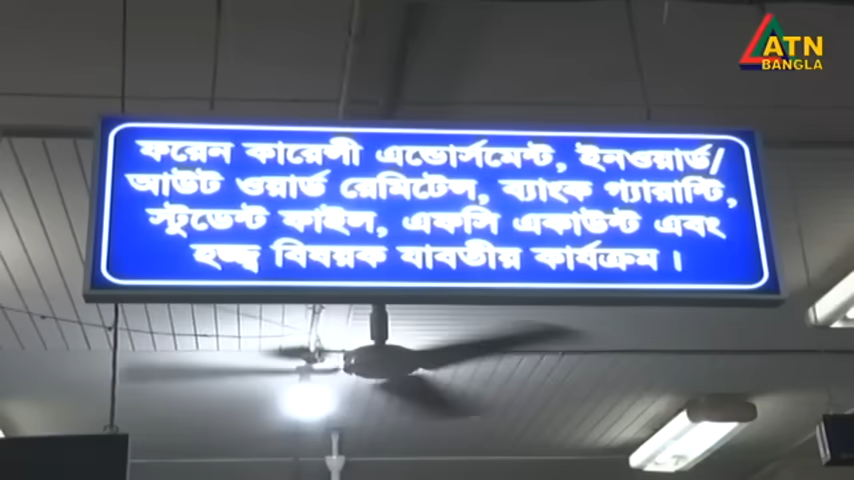 ATN
BANGLA
ফরেন কারেন্সী এন্ডোর্সমেন্ট, ইনওয়ার্ড/
আউট ওয়ার্ড রেমিটেন্স, ব্যাংক গ্যারান্টি,
স্টুডেন্ট ফাইল, এফসি একাউন্ট এবং
হজ্জ্ব বিষয়ক যাবতীয় কার্যক্রম ।